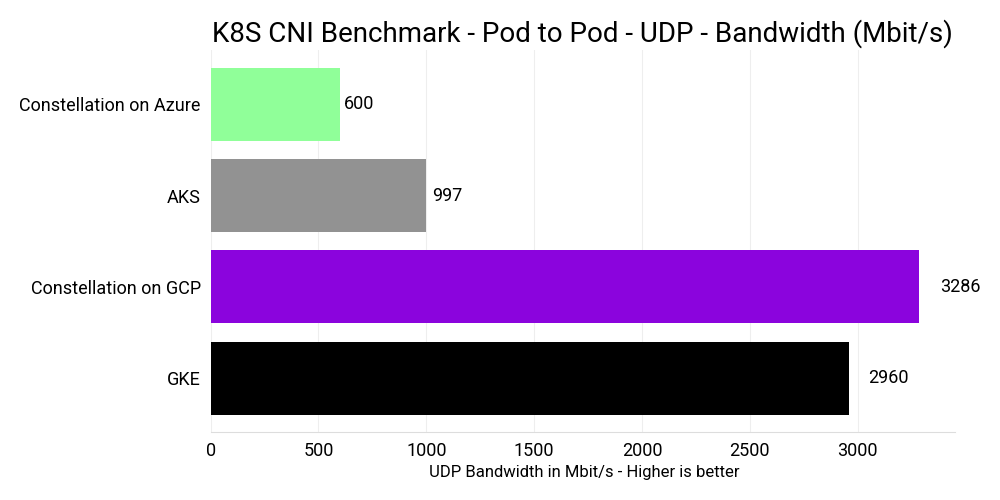 K8S CNI Benchmark - Pod to Pod - UDP - Bandwidth (Mbit/s)
Constellation on Azure
600
AKS
997
Constellation on GCP
3286
GKE
2960
0 500 1000 1500 2000 2500 3000
UDP Bandwidth in Mbit/s - Higher is better